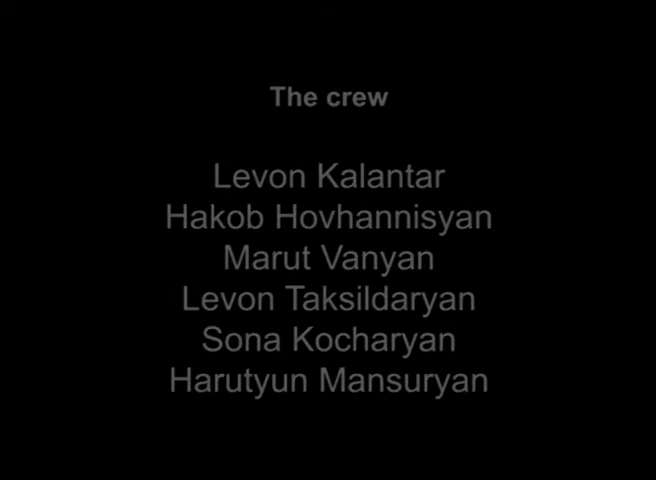 The crew
Levon Kalantar
Hakob Hovhannisyan
Marut Vanyan
Levon Taksildaryan
Sona Kocharyan
Harutyun Mansuryan